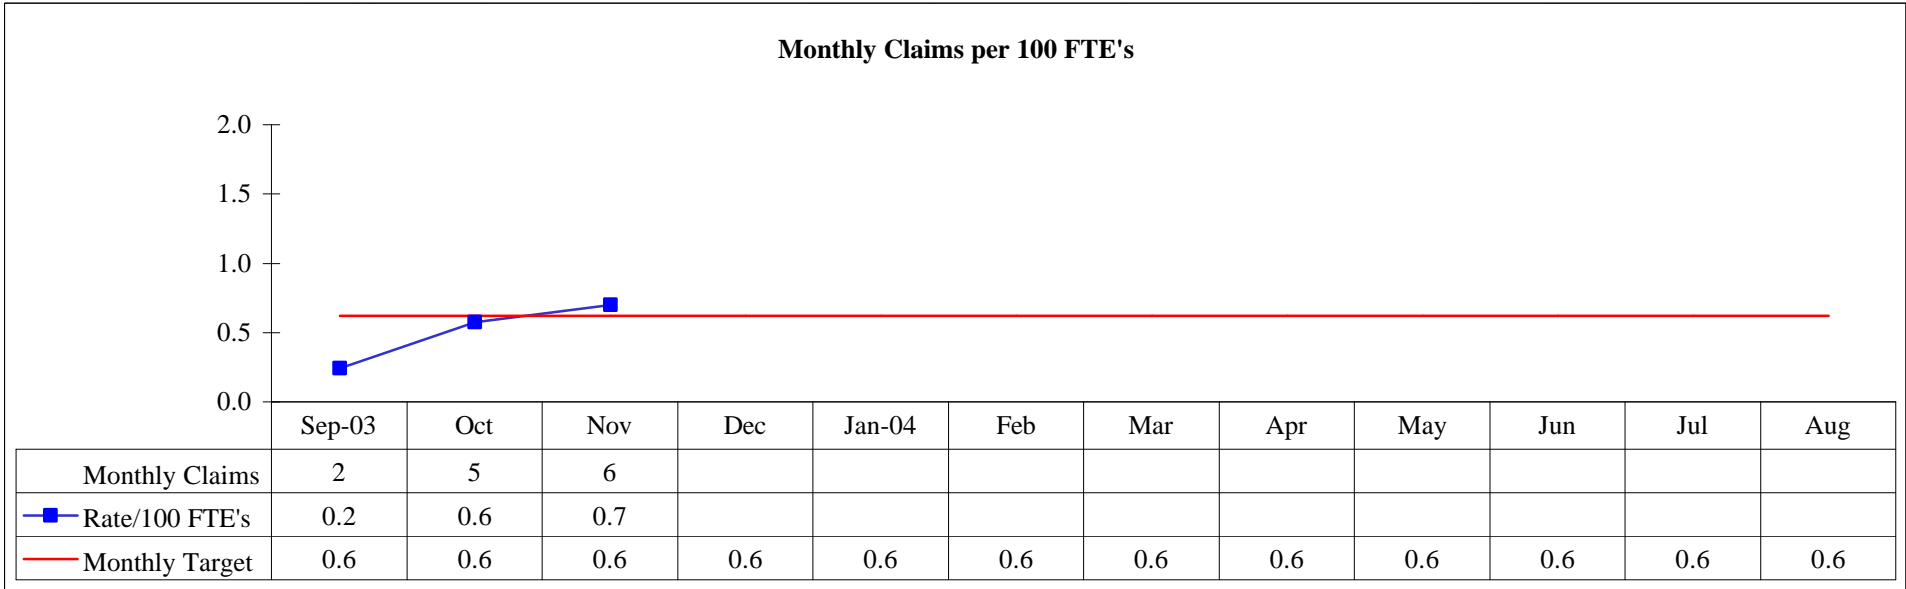 Monthly Claims per 100 FTE's
2.0
1.5
1.0
0.5
0.0
Sep-03 Oct Nov Dec Jan-04 Feb Mar Apr May Jun Jul Aug
Monthly Claims 2 5 6
Rate/100 FTE's 0.2 0.6 0.7
Monthly Target 0.6 0.6 0.6 0.6 0.6 0.6 0.6 0.6 0.6 0.6 0.6 0.6